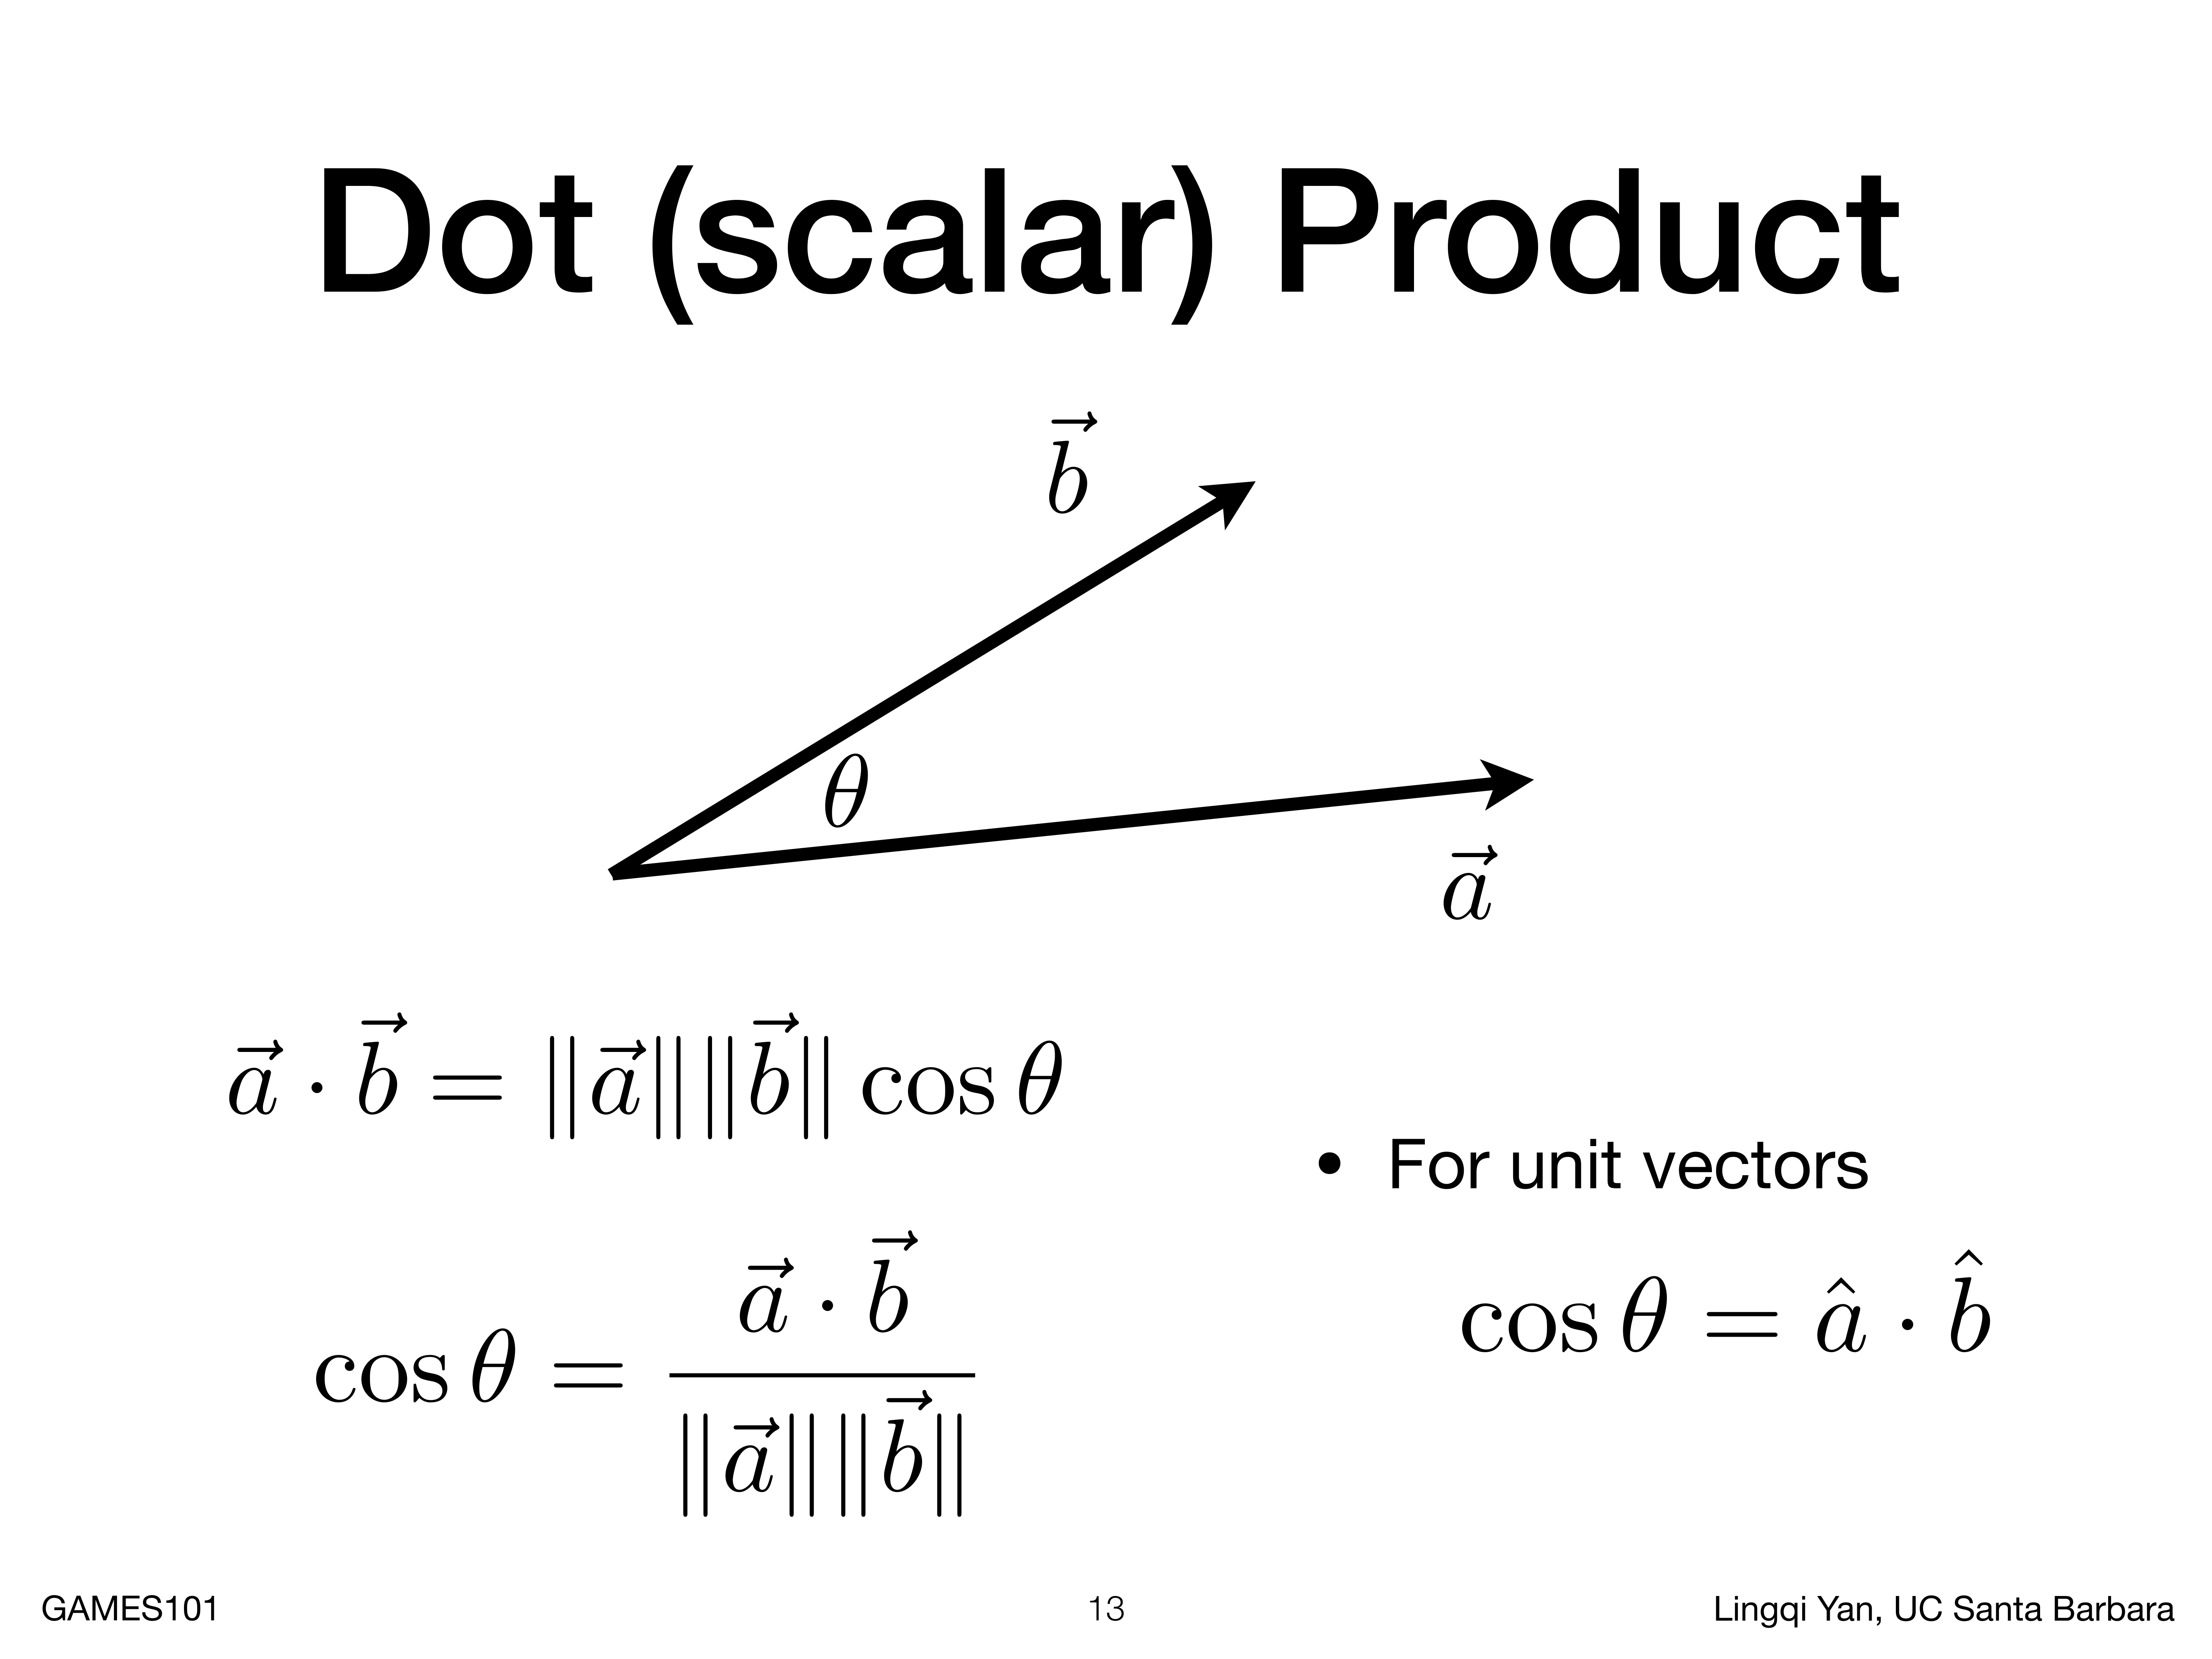 Dot (scalar) Product
$\vec{b}$
$\theta$
$\vec{a}$
$\vec{a} \cdot \vec{b} = \|\vec{a}\| \|\vec{b}\| \cos\theta$
• For unit vectors
$\cos\theta = \frac{\vec{a} \cdot \vec{b}}{\|\vec{a}\| \|\vec{b}\|}$
$\cos\theta = \hat{a} \cdot \hat{b}$
GAMES101
13
Lingqi Yan, UC Santa Barbara